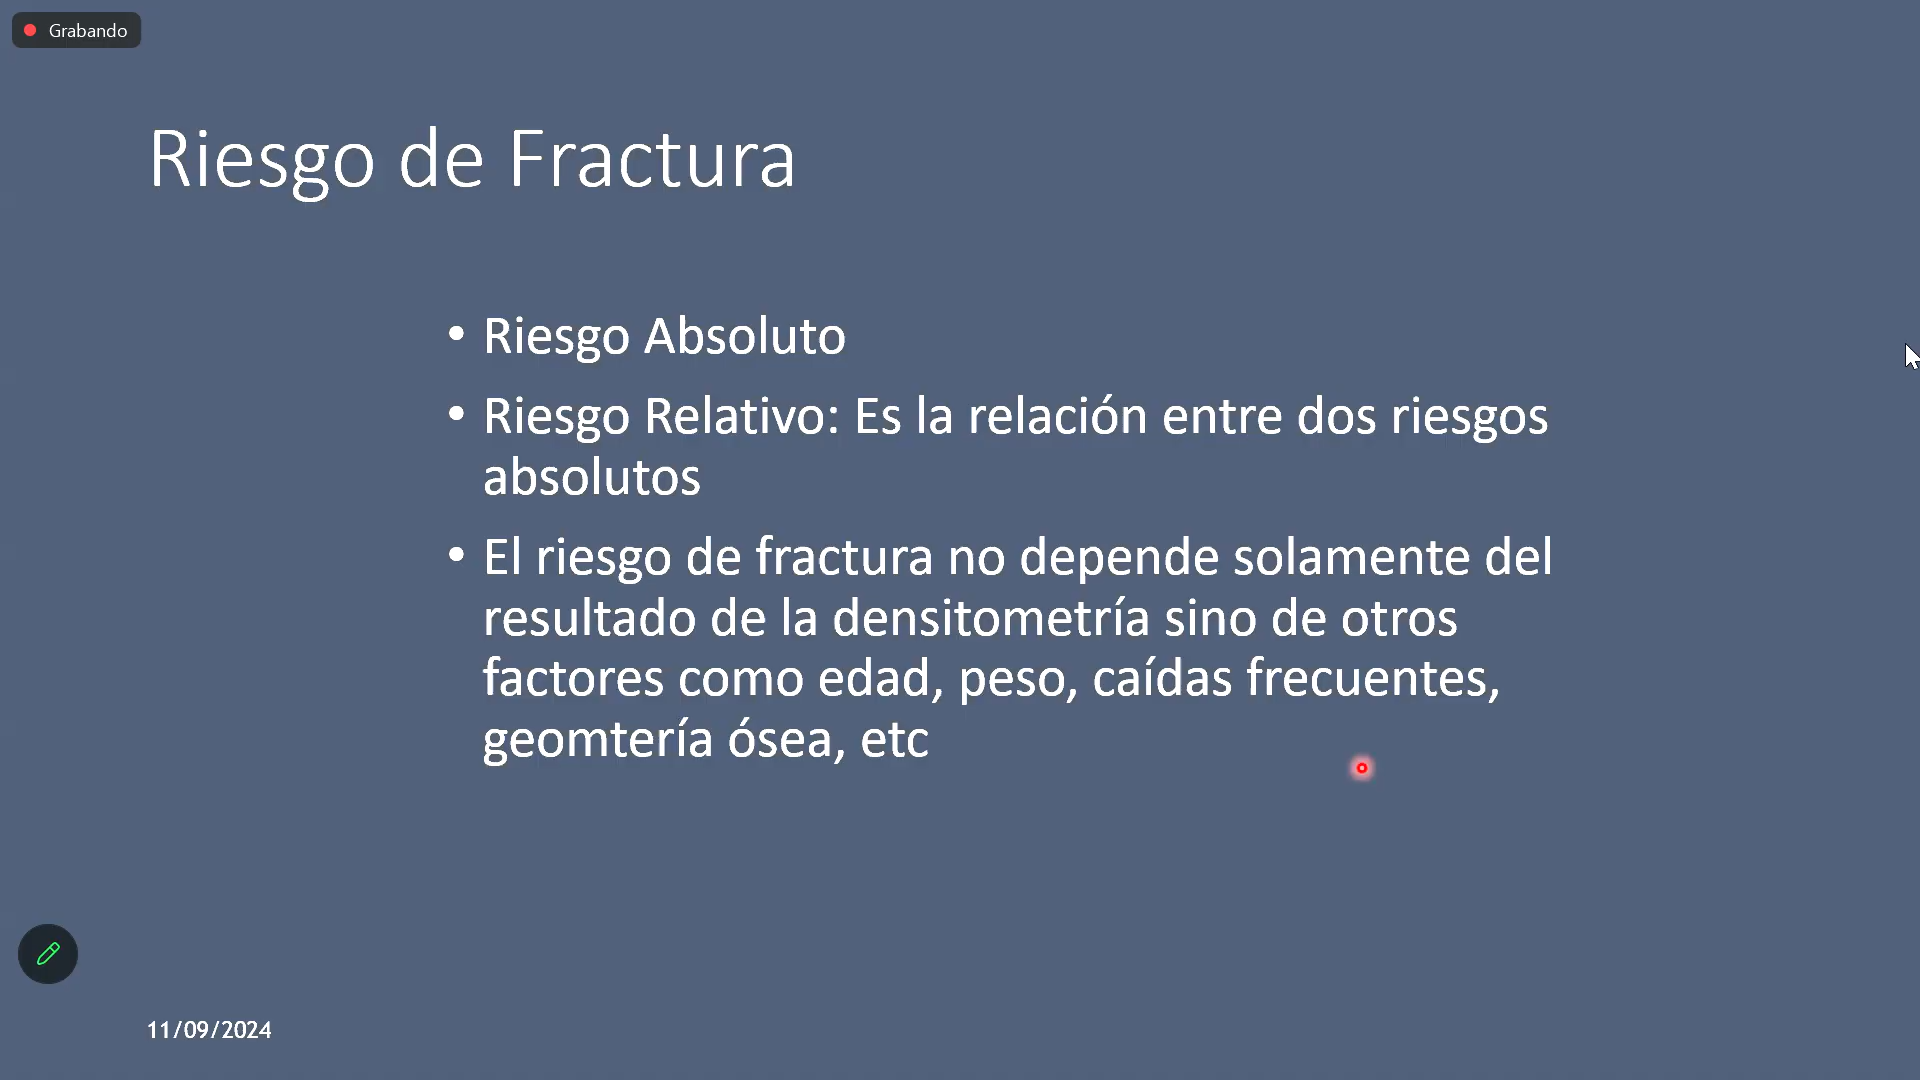 Grabando
Riesgo de Fractura
• Riesgo Absoluto
• Riesgo Relativo: Es la relación entre dos riesgos
absolutos
• El riesgo de fractura no depende solamente del
resultado de la densitometría sino de otros
factores como edad, peso, caídas frecuentes,
geomtería ósea, etc
11/09/2024